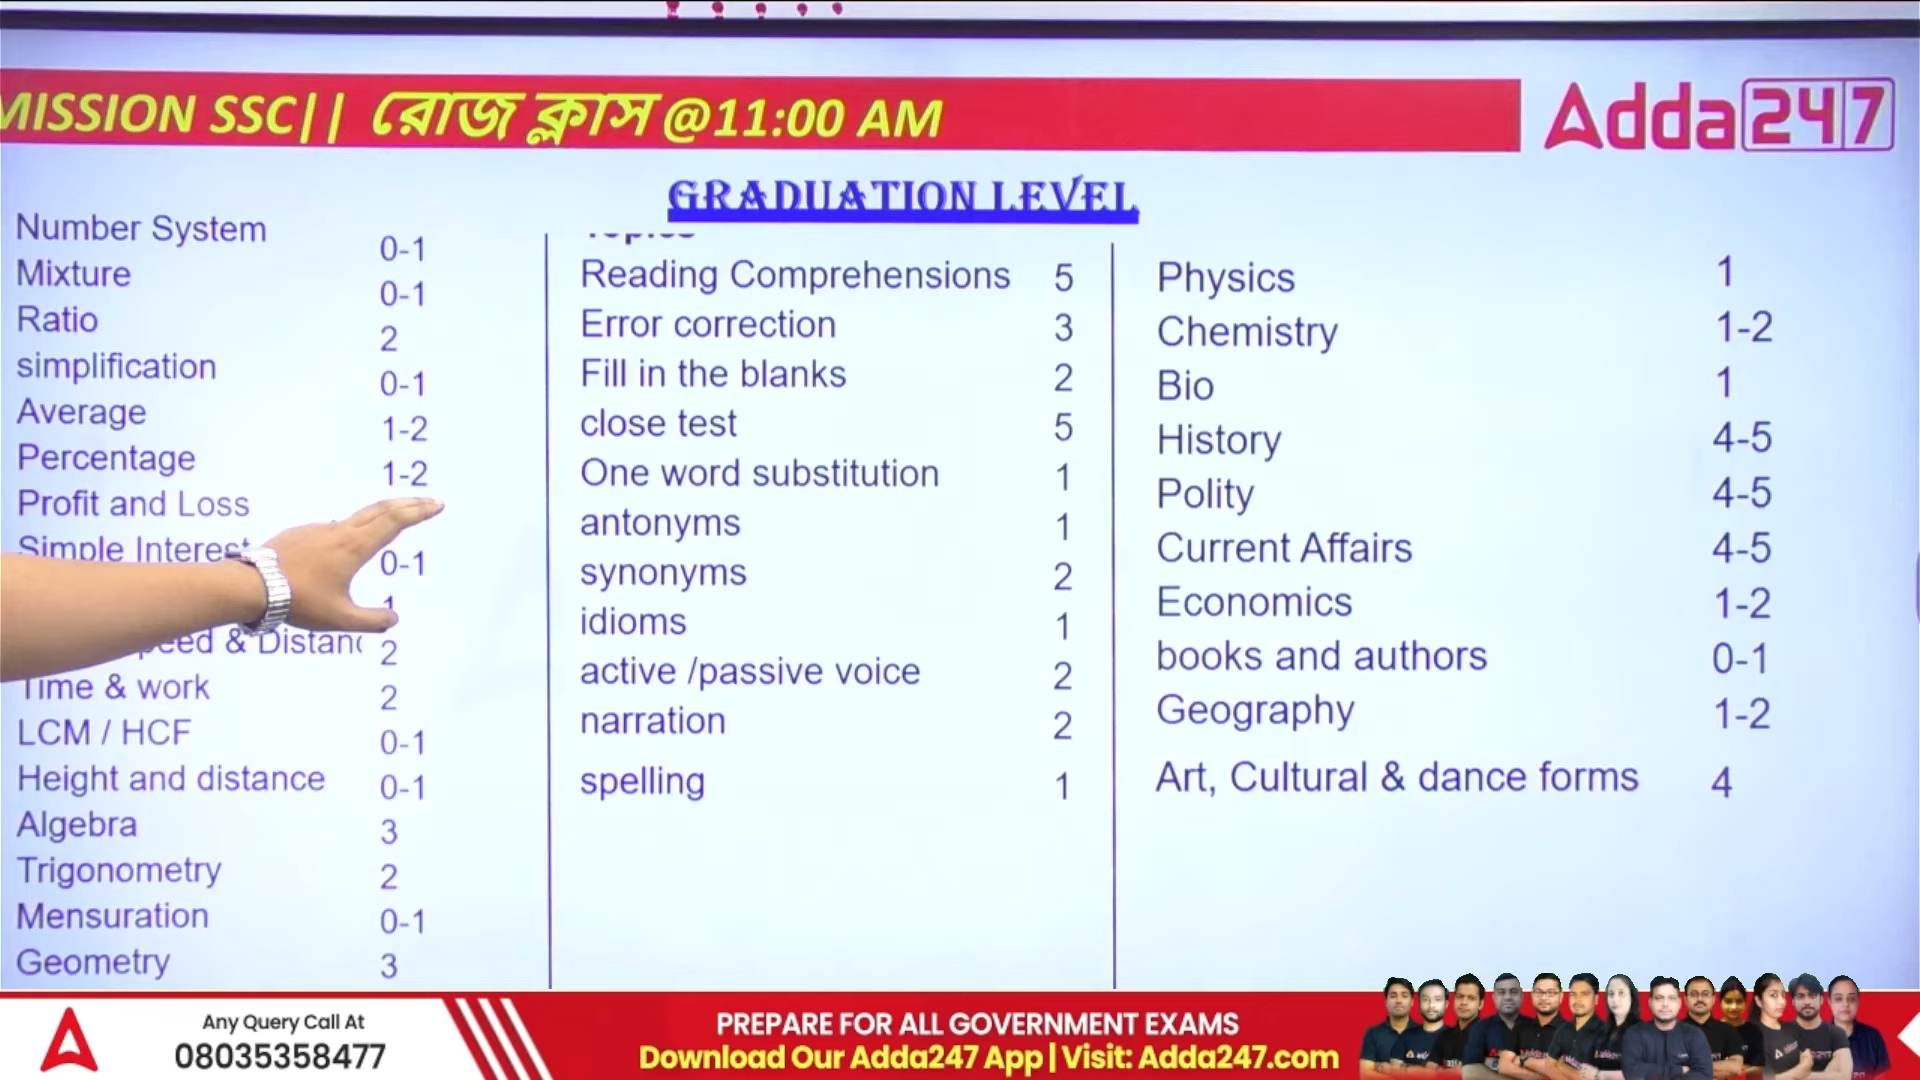 MISSION SSC|| রোজ ক্লাস @11:00 AM
Adda247
GRADUATION LEVEL
Number System 0-1
Mixture 0-1
Ratio 2
simplification 0-1
Average 1-2
Percentage 1-2
Profit and Loss
Simple Interest 0-1
1
& Distanc 2
Time & work 2
LCM / HCF 0-1
Height and distance 0-1
Algebra 3
Trigonometry 2
Mensuration 0-1
Geometry 3
Topics
Reading Comprehensions 5
Error correction 3
Fill in the blanks 2
close test 5
One word substitution 1
antonyms 1
synonyms 2
idioms 1
active /passive voice 2
narration 2
spelling 1
Physics 1
Chemistry 1-2
Bio 1
History 4-5
Polity 4-5
Current Affairs 4-5
Economics 1-2
books and authors 0-1
Geography 1-2
Art, Cultural & dance forms 4
Any Query Call At
08035358477
PREPARE FOR ALL GOVERNMENT EXAMS
Download Our Adda247 App | Visit: Adda247.com